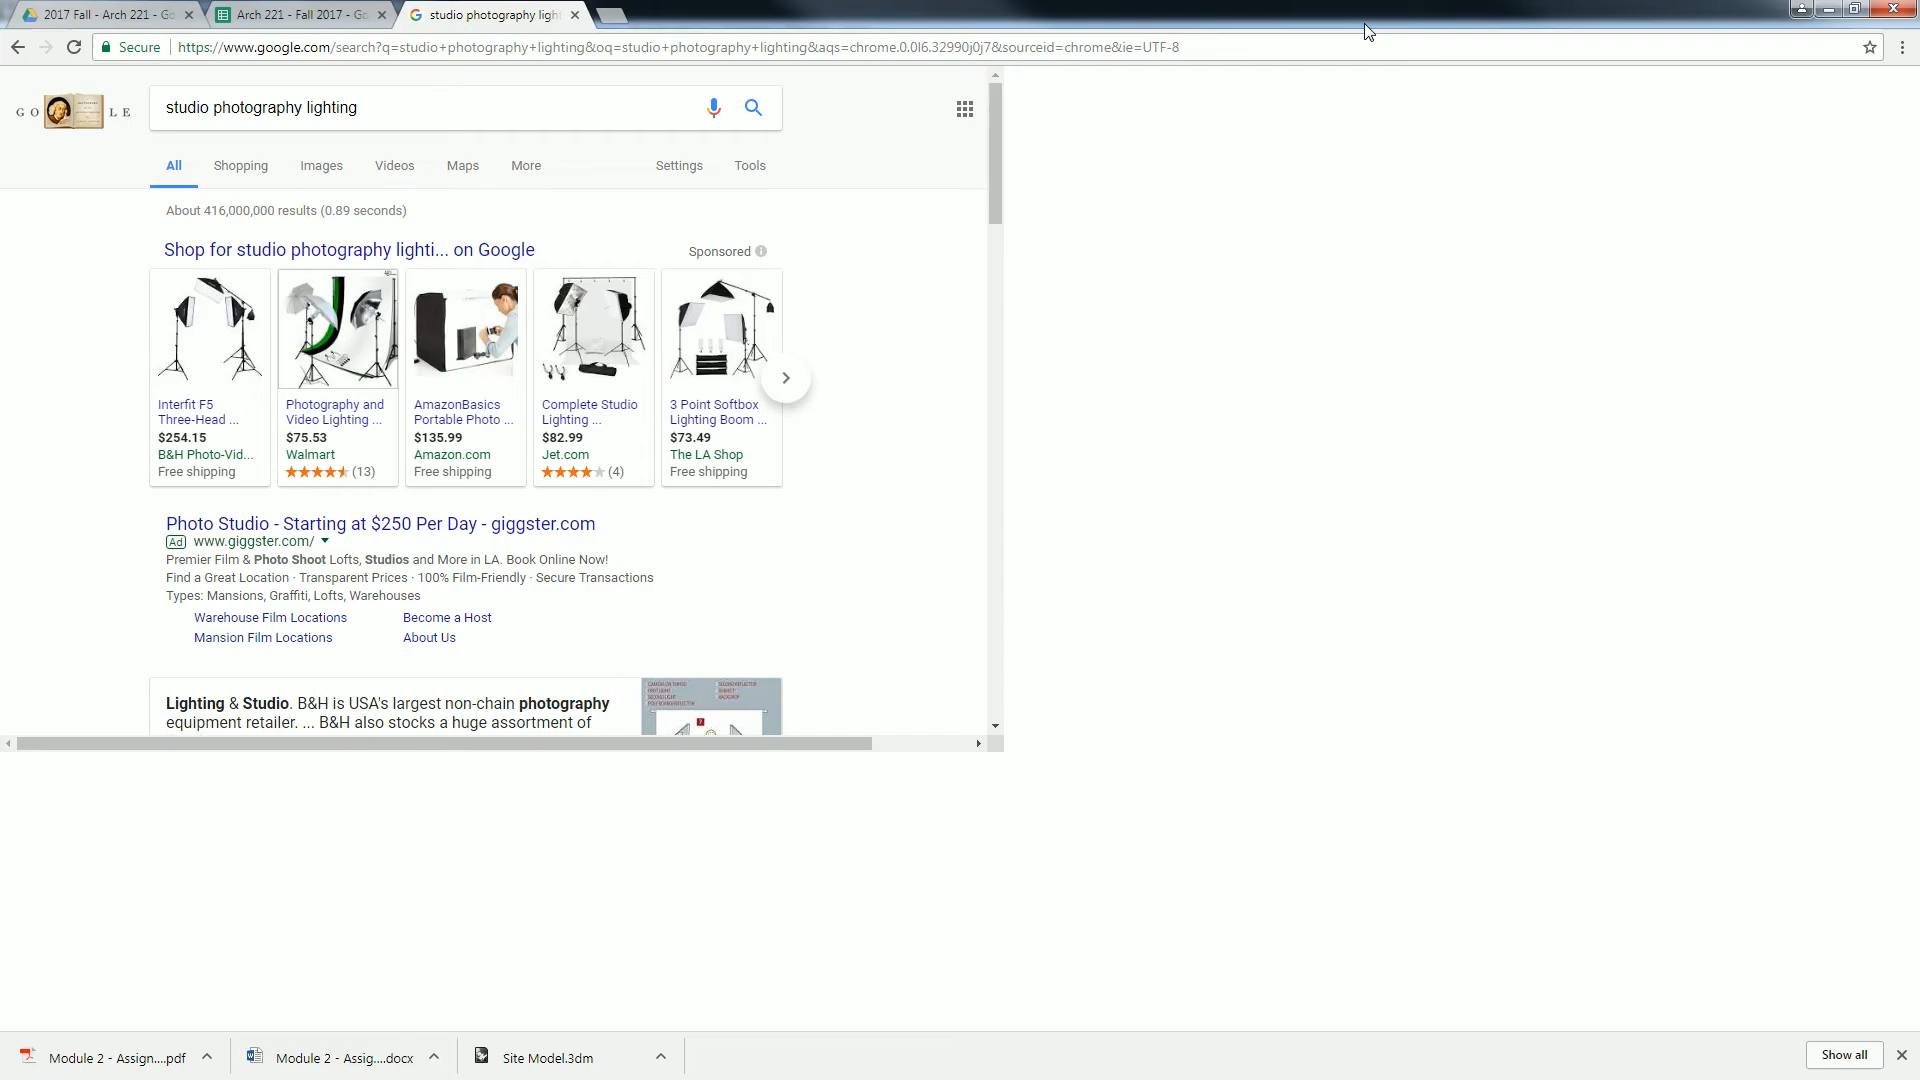 2017 Fall - Arch 221 - Go
Arch 221 - Fall 2017 - Go
studio photography ligh
Secure
https://www.google.com/search?q=studio+photography+lighting&oq=studio+photography+lighting&aqs=chrome.0.0l6.32990j0j7&sourceid=chrome&ie=UTF-8
G O LE
studio photography lighting
All Shopping Images Videos Maps More Settings Tools
About 416,000,000 results (0.89 seconds)
Shop for studio photography lighti... on Google
Sponsored
Interfit F5
Three-Head ...
$254.15
B&H Photo-Vid...
Free shipping
Photography and
Video Lighting ...
$75.53
Walmart
(13)
AmazonBasics
Portable Photo ...
$135.99
Amazon.com
Free shipping
Complete Studio
Lighting ...
$82.99
Jet.com
(4)
3 Point Softbox
Lighting Boom ...
$73.49
The LA Shop
Free shipping
Photo Studio - Starting at $250 Per Day - giggster.com
Ad www.giggster.com/
Premier Film & Photo Shoot Lofts, Studios and More in LA. Book Online Now!
Find a Great Location · Transparent Prices · 100% Film-Friendly · Secure Transactions
Types: Mansions, Graffiti, Lofts, Warehouses
Warehouse Film Locations
Become a Host
Mansion Film Locations
About Us
Lighting & Studio. B&H is USA's largest non-chain photography
equipment retailer. ... B&H also stocks a huge assortment of
Module 2 - Assign....pdf
Module 2 - Assig....docx
Site Model.3dm
Show all